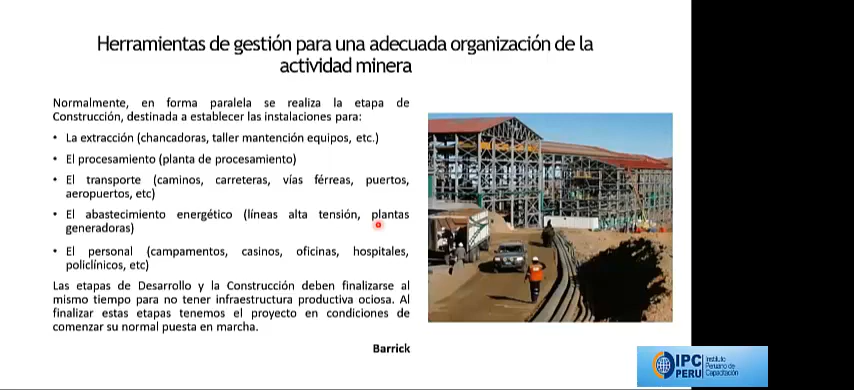 Herramientas de gestión para una adecuada organización de la
actividad minera
Normalmente, en forma paralela se realiza la etapa de
Construcción, destinada a establecer las instalaciones para:
• La extracción (chancadoras, taller mantención equipos, etc.)
• El procesamiento (planta de procesamiento)
• El transporte (caminos, carreteras, vías férreas, puertos,
aeropuertos, etc)
• El abastecimiento energético (líneas alta tensión, plantas
generadoras)
• El personal (campamentos, casinos, oficinas, hospitales,
policlínicos, etc)
Las etapas de Desarrollo y la Construcción deben finalizarse al
mismo tiempo para no tener infraestructura productiva ociosa. Al
finalizar estas etapas tenemos el proyecto en condiciones de
comenzar su normal puesta en marcha.
Barrick
IPC
PERU
Instituto
Peruano de
Capacitación